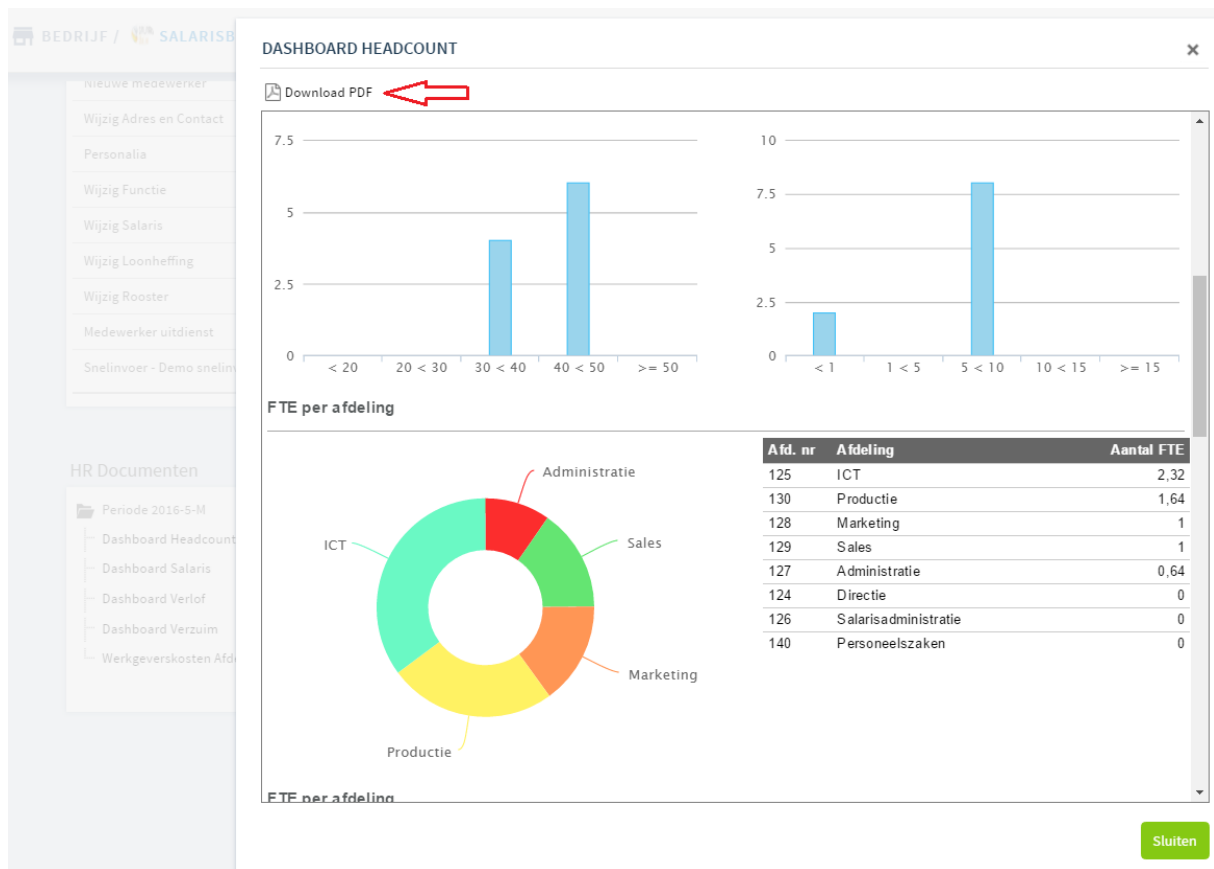 BEDRIJF / SALARISB
Nieuwe medewerker
Wijzig Adres en Contact
Personalia
Wijzig Functie
Wijzig Salaris
Wijzig Loonheffing
Wijzig Rooster
Medewerker uitdienst
Snelinvoer - Demo snelinv
HR Documenten
Periode 2016-5-M
Dashboard Headcount
Dashboard Salaris
Dashboard Verlof
Dashboard Verzuim
Werkgeverskosten Afd
DASHBOARD HEADCOUNT ×
Download PDF
7.5
5
2.5
0
< 20 20 < 30 30 < 40 40 < 50 >= 50
10
7.5
5
2.5
0
< 1 1 < 5 5 < 10 10 < 15 >= 15
FTE per afdeling
Administratie
Sales
ICT
Marketing
Productie
Afd. nr Afdeling Aantal FTE
125 ICT 2,32
130 Productie 1,64
128 Marketing 1
129 Sales 1
127 Administratie 0,64
124 Directie 0
126 Salarisadministratie 0
140 Personeelszaken 0
FTE per afdeling
Sluiten